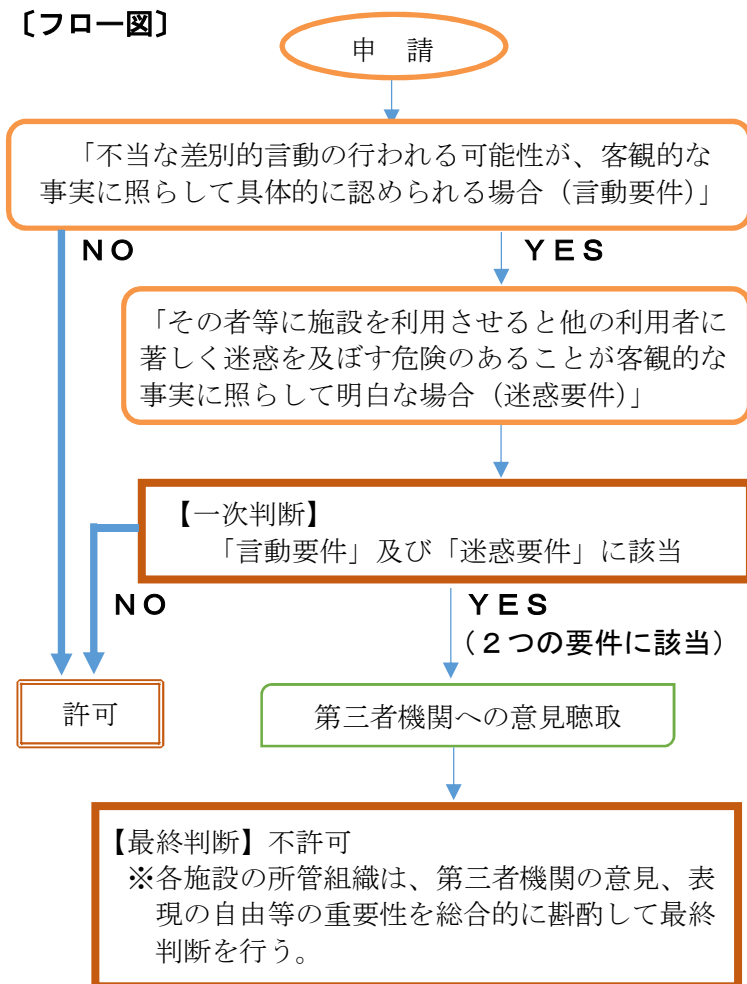 〔フロー図〕
申　請
「不当な差別的言動の行われる可能性が、客観的な
事実に照らして具体的に認められる場合（言動要件）」
ＮＯ
ＹＥＳ
「その者等に施設を利用させると他の利用者に
著しく迷惑を及ぼす危険のあることが客観的な
事実に照らして明白な場合（迷惑要件）」
【一次判断】
「言動要件」及び「迷惑要件」に該当
ＮＯ
ＹＥＳ
（２つの要件に該当）
許可
第三者機関への意見聴取
【最終判断】不許可
※各施設の所管組織は、第三者機関の意見、表
現の自由等の重要性を総合的に斟酌して最終
判断を行う。